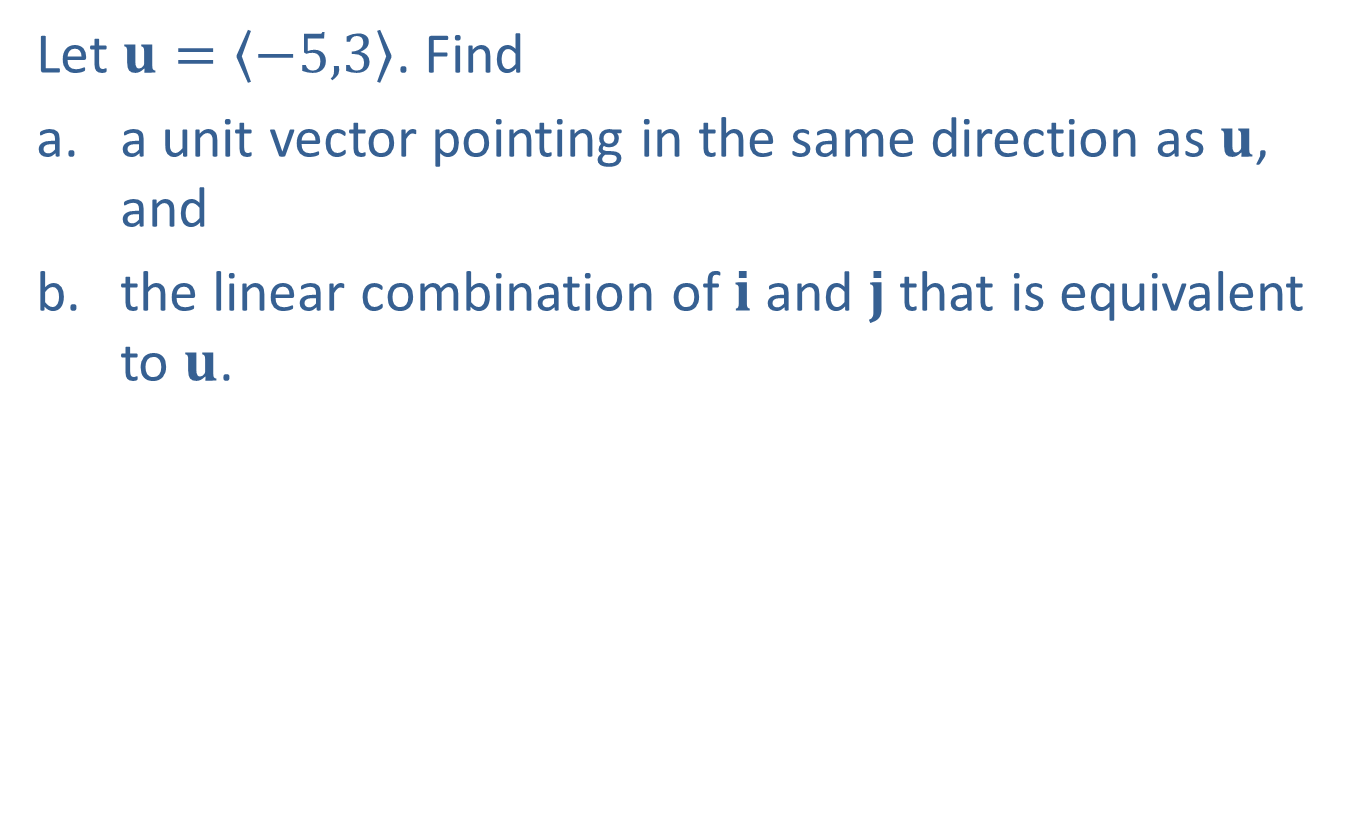 Let u = ⟨−5,3⟩. Find
a. a unit vector pointing in the same direction as u,
and
b. the linear combination of i and j that is equivalent
to u.